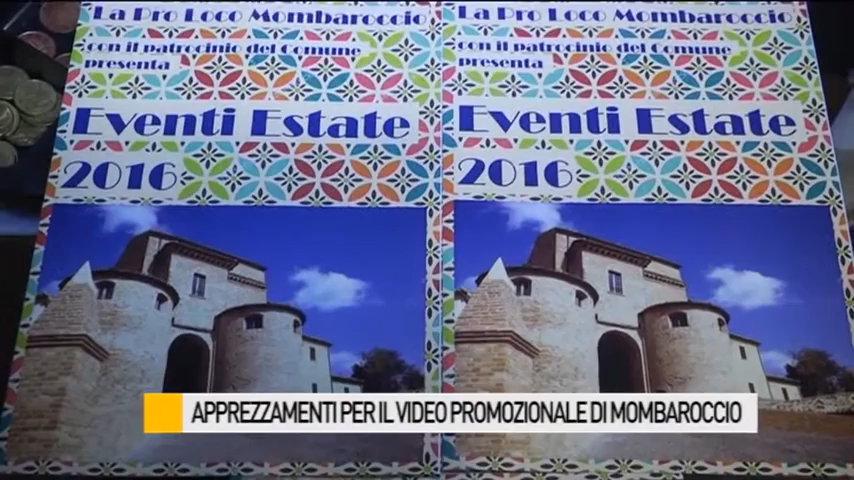 La Pro Loco Mombaroccio
con il patrocinio del Comune
presenta
Eventi Estate
2016
La Pro Loco Mombaroccio
con il patrocinio del Comune
presenta
Eventi Estate
2016
APPREZZAMENTI PER IL VIDEO PROMOZIONALE DI MOMBAROCCIO